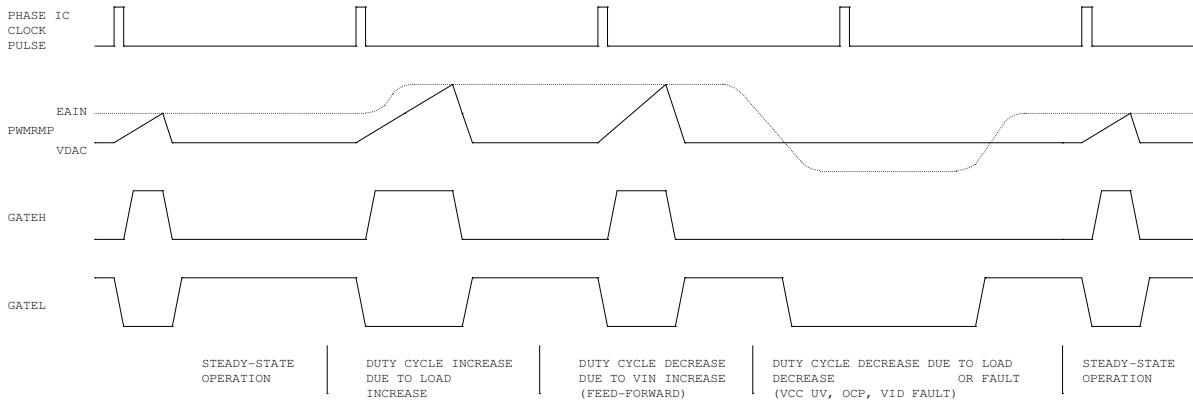 PHASE IC
CLOCK
PULSE
EAIN
PWMRMP
VDAC
GATEH
GATEL
STEADY-STATE
OPERATION
DUTY CYCLE INCREASE
DUE TO LOAD
INCREASE
DUTY CYCLE DECREASE
DUE TO VIN INCREASE
(FEED-FORWARD)
DUTY CYCLE DECREASE DUE TO LOAD
DECREASE OR FAULT
(VCC UV, OCP, VID FAULT)
STEADY-STATE
OPERATION